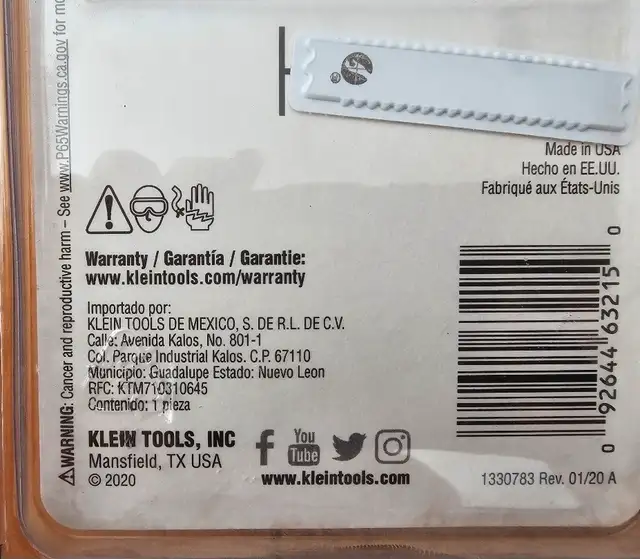 ⚠WARNING: Cancer and reproductive harm – See www.P65Warnings.ca.gov for mo
®
Made in USA
Hecho en EE.UU.
Fabriqué aux États-Unis
Warranty / Garantía / Garantie:
www.kleintools.com/warranty
Importado por:
KLEIN TOOLS DE MEXICO, S. DE R.L. DE C.V.
Calle: Avenida Kalos, No. 801-1
Col. Parque Industrial Kalos. C.P. 67110
Municipio: Guadalupe Estado: Nuevo Leon
RFC: KTM710310645
Contenido: 1 pieza
KLEIN TOOLS, INC
Mansfield, TX USA
© 2020
You
Tube
www.kleintools.com
0 92644 63215 0
1330783 Rev. 01/20 A